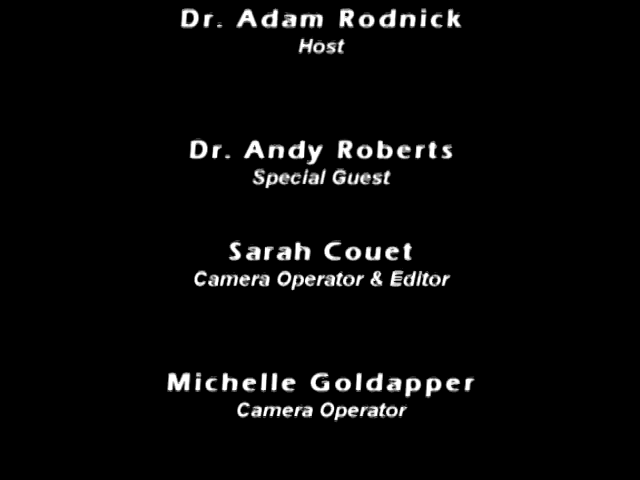 Dr. Adam Rodnick
Host
Dr. Andy Roberts
Special Guest
Sarah Couet
Camera Operator & Editor
Michelle Goldapper
Camera Operator